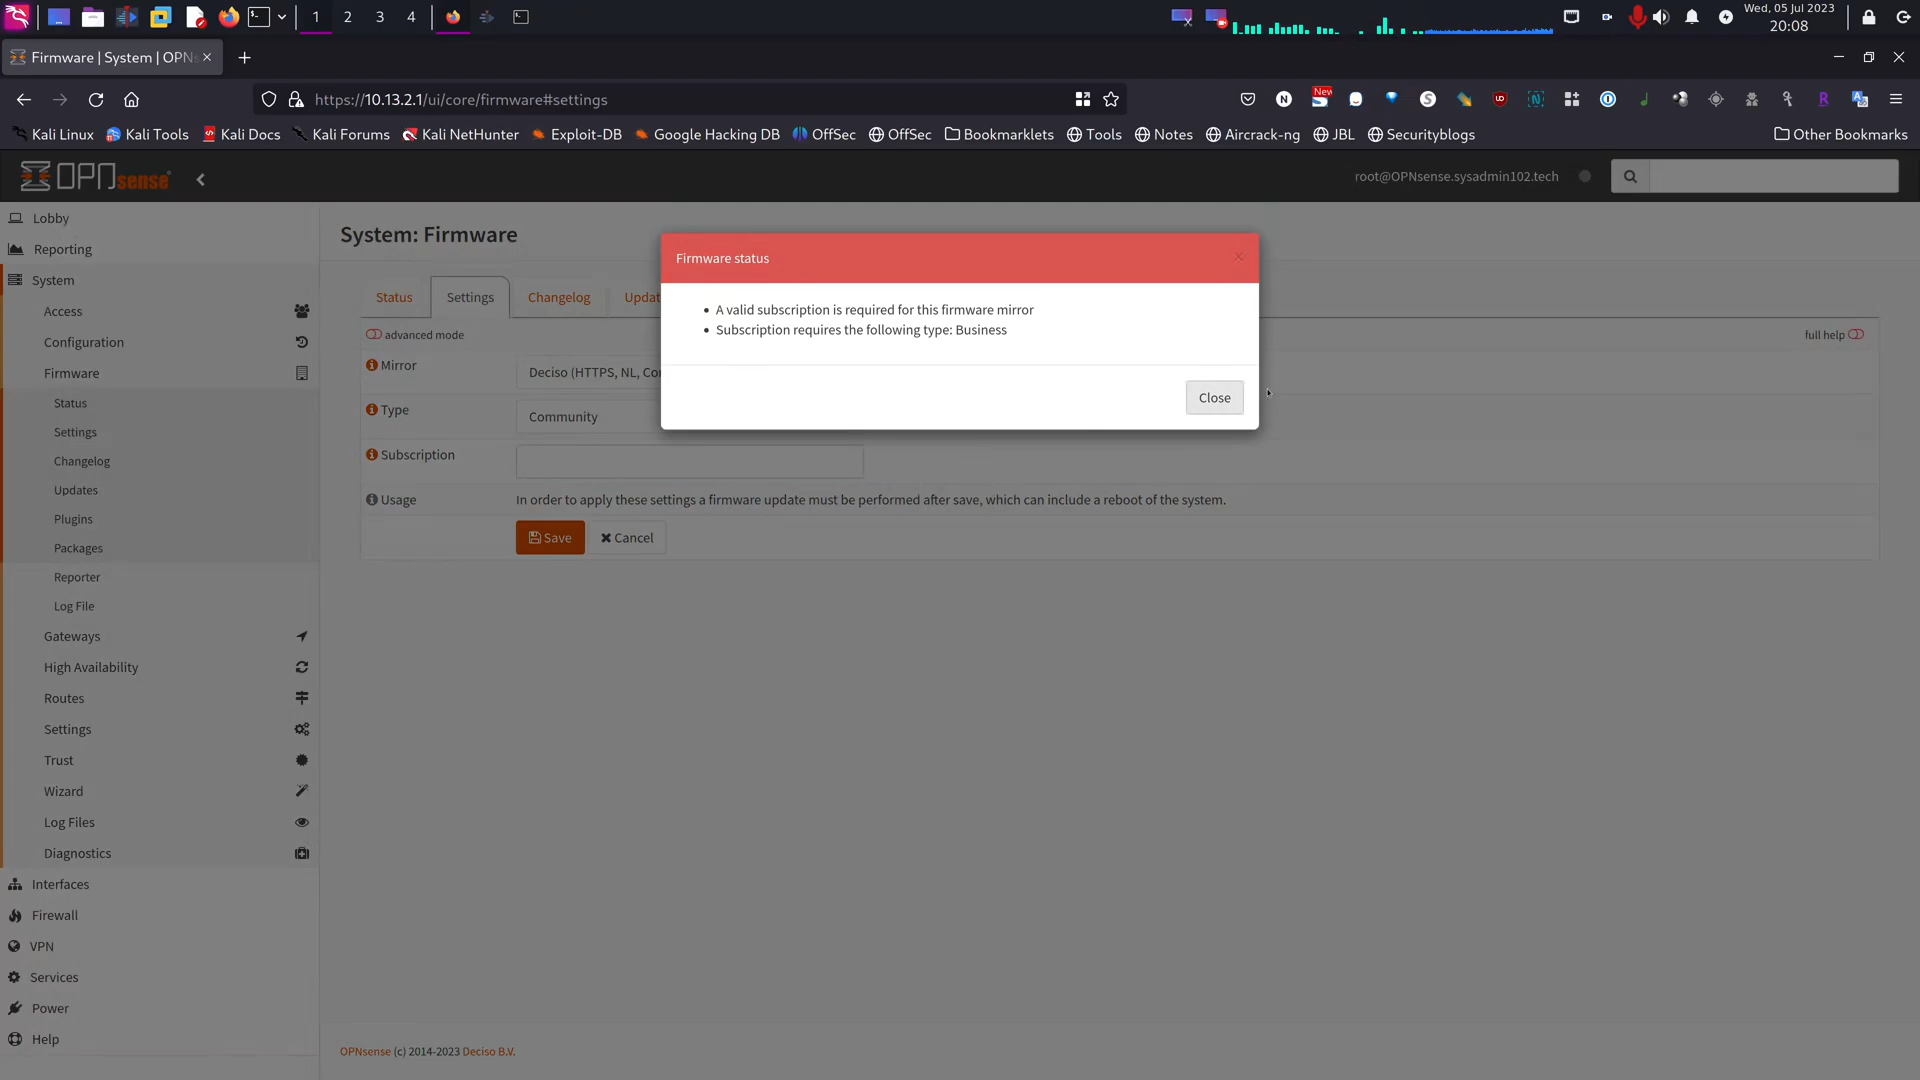 1
2
3
4
Wed, 05 Jul 2023
20:08
Firmware | System | OPN
https://10.13.2.1/ui/core/firmware#settings
New
Kali Linux
Kali Tools
Kali Docs
Kali Forums
Kali NetHunter
Exploit-DB
Google Hacking DB
OffSec
OffSec
Bookmarklets
Tools
Notes
Aircrack-ng
JBL
Securityblogs
Other Bookmarks
OPNsense
root@OPNsense.sysadmin102.tech
Lobby
Reporting
System
Access
Configuration
Firmware
Status
Settings
Changelog
Updates
Plugins
Packages
Reporter
Log File
Gateways
High Availability
Routes
Settings
Trust
Wizard
Log Files
Diagnostics
Interfaces
Firewall
VPN
Services
Power
Help
System: Firmware
Status
Settings
Changelog
Updat
advanced mode
full help
Mirror
Deciso (HTTPS, NL, Co
Type
Community
Subscription
Usage
In order to apply these settings a firmware update must be performed after save, which can include a reboot of the system.
Save
Cancel
Firmware status
• A valid subscription is required for this firmware mirror
• Subscription requires the following type: Business
Close
OPNsense (c) 2014-2023 Deciso B.V.